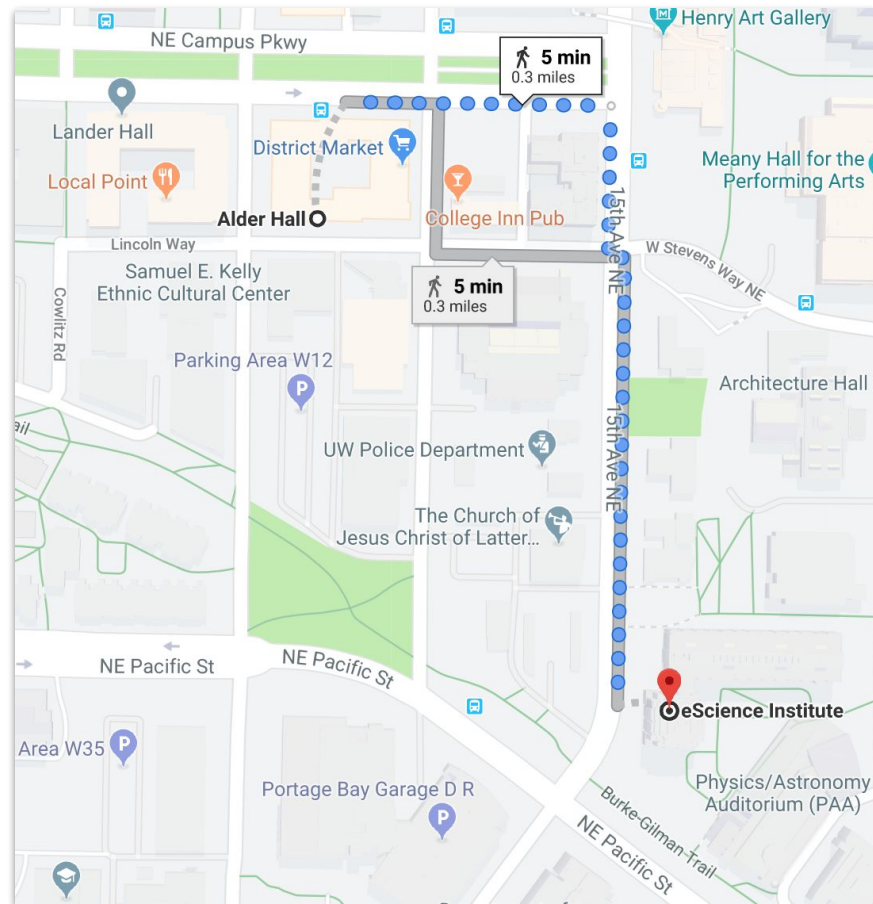 Henry Art Gallery
NE Campus Pkwy
5 min
0.3 miles
Lander Hall
District Market
Meany Hall for the
Performing Arts
Local Point
Alder Hall
College Inn Pub
15th Ave NE
Lincoln Way
W Stevens Way NE
Samuel E. Kelly
Ethnic Cultural Center
5 min
0.3 miles
Cowlitz Rd
Parking Area W12
P
Architecture Hall
15th Ave NE
ail
UW Police Department
The Church of
Jesus Christ of Latter...
NE Pacific St
NE Pacific St
eScience Institute
Area W35
P
Portage Bay Garage D R
P
Physics/Astronomy
Auditorium (PAA)
Burke-Gilman Trail
NE Pacific St